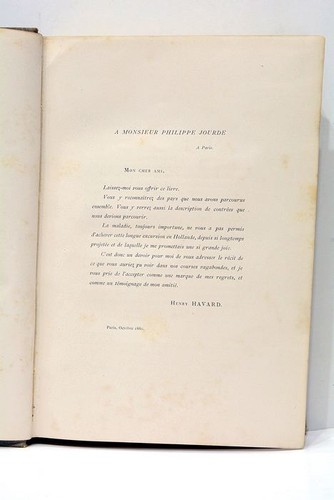 A MONSIEUR PHILIPPE JOURDE
A Paris
MON CHER AMI,
Laissez-moi vous offrir ce livre.
Vous y reconnaîtrez des pays que nous avons parcourus
ensemble. Vous y verrez aussi la description de contrées que
nous devions parcourir.
La maladie, toujours importune, ne vous a pas permis
d'achever cette longue excursion en Hollande, depuis si longtemps
projetée et de laquelle je me promettais une si grande joie.
C'est donc un devoir pour moi de vous adresser le récit de
ce que vous auriez pu voir dans nos courses vagabondes, et je
vous prie de l'accepter comme une marque de mes regrets, et
comme un témoignage de mon amitié.
HENRY HAVARD.
Paris, Octobre